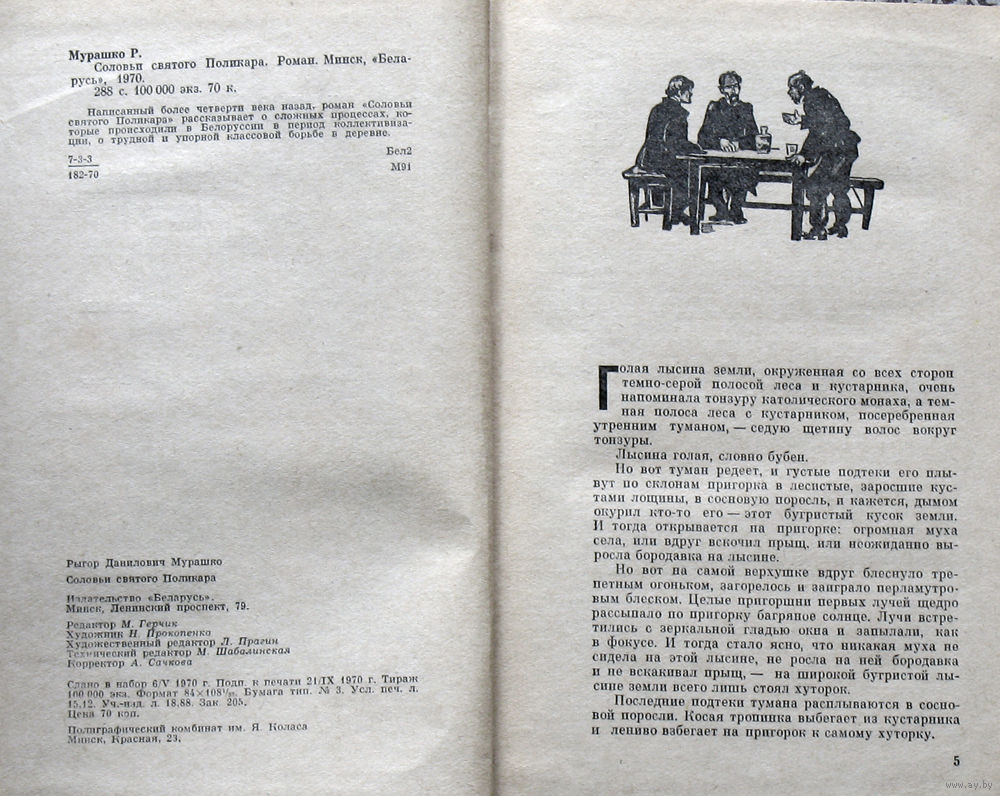 Мурашко Р.
Соловьи святого Поликара. Роман. Минск, «Бела-
русь», 1970.
288 с. 100 000 экз. 70 к.
Написанный более четверти века назад, роман «Соловьи
святого Поликара» рассказывает о сложных процессах, ко-
торые происходили в Белоруссии в период коллективиза-
ции, о трудной и упорной классовой борьбе в деревне.
7-3-3
182-70
Бел2
М91
Рыгор Данилович Мурашко
Соловьи святого Поликара
Издательство «Беларусь».
Минск, Ленинский проспект, 79.
Редактор М. Герчик
Художник Н. Прокопенко
Художественный редактор Л. Прагин
Технический редактор М. Шабалинская
Корректор А. Сачкова
Сдано в набор 6/V 1970 г. Подп. к печати 21/IX 1970 г. Тираж
100 000 экз. Формат 84×108¹/₃₂. Бумага тип. № 3. Усл. печ. л.
15,12. Уч.-изд. л. 18,88. Зак. 205.
Цена 70 коп.
Полиграфический комбинат им. Я. Коласа
Минск, Красная, 23.
Голая лысина земли, окруженная со всех сторон
темно-серой полосой леса и кустарника, очень
напоминала тонзуру католического монаха, а тем-
ная полоса леса с кустарником, посеребренная
утренним туманом, — седую щетину волос вокруг
тонзуры.
Лысина голая, словно бубен.
Но вот туман редеет, и густые подтеки его плы-
вут по склонам пригорка в лесистые, заросшие кус-
тами лощины, в сосновую поросль, и кажется, дымом
окурил кто-то его — этот бугристый кусок земли.
И тогда открывается на пригорке: огромная муха
села, или вдруг вскочил прыщ, или неожиданно вы-
росла бородавка на лысине.
Но вот на самой верхушке вдруг блеснуло тре-
петным огоньком, загорелось и заиграло перламутро-
вым блеском. Целые пригоршни первых лучей щедро
рассыпало по пригорку багряное солнце. Лучи встре-
тились с зеркальной гладью окна и запылали, как
в фокусе. И тогда стало ясно, что никакая муха не
сидела на этой лысине, не росла на ней бородавка
и не вскакивал прыщ, — на широкой бугристой лы-
сине земли всего лишь стоял хуторок.
Последние подтеки тумана расплываются в сосно-
вой поросли. Косая тропинка выбегает из кустарника
и лениво взбегает на пригорок к самому хуторку.
5
www.ay.by